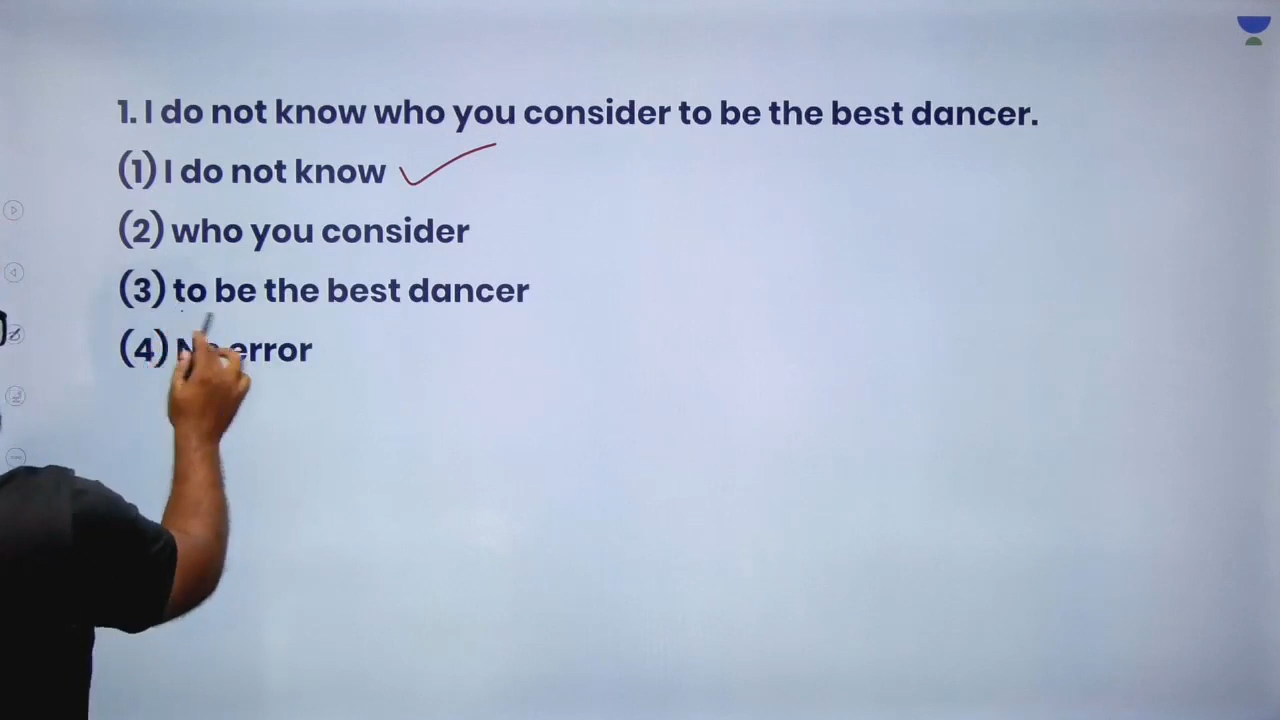 1. I do not know who you consider to be the best dancer.
(1) I do not know
(2) who you consider
(3) to be the best dancer
(4) No error